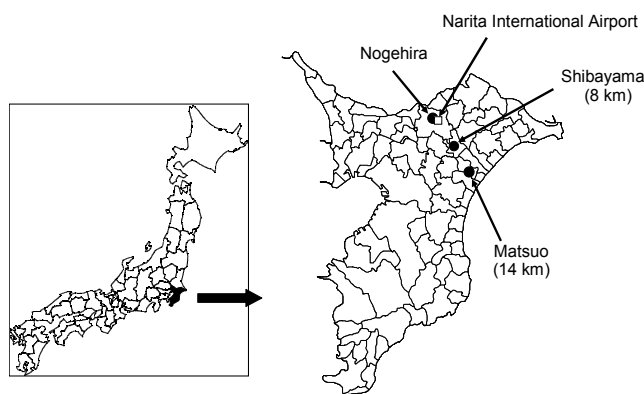 Narita International Airport
Nogehira
Shibayama
(8 km)
Matsuo
(14 km)